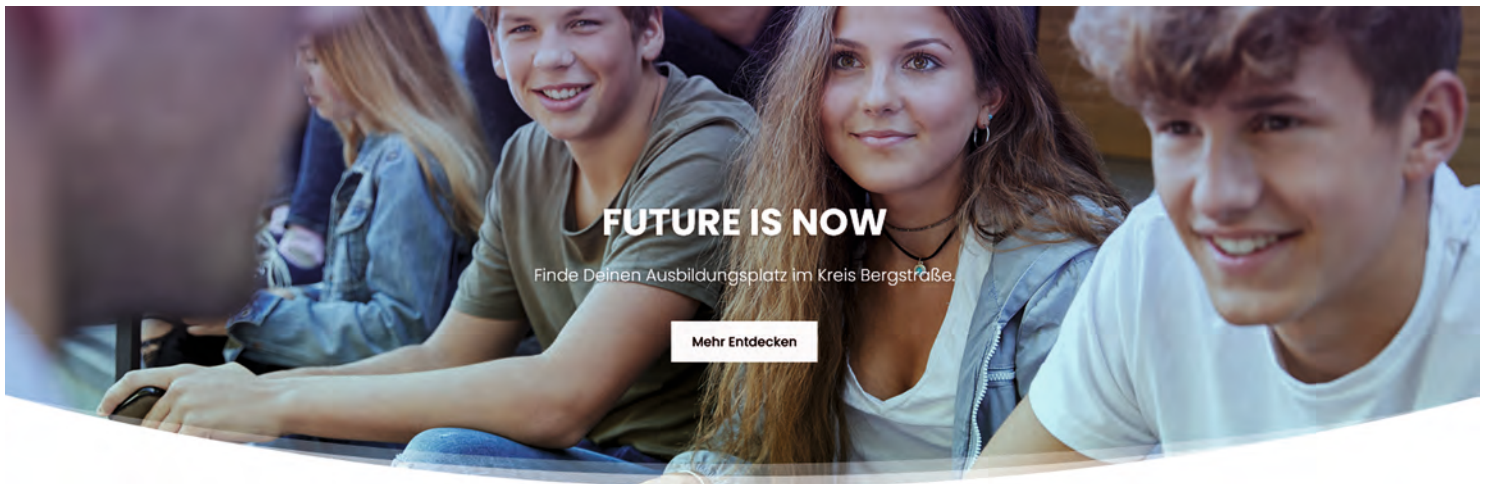 FUTURE IS NOW
Finde Deinen Ausbildungsplatz im Kreis Bergstraße.
Mehr Entdecken